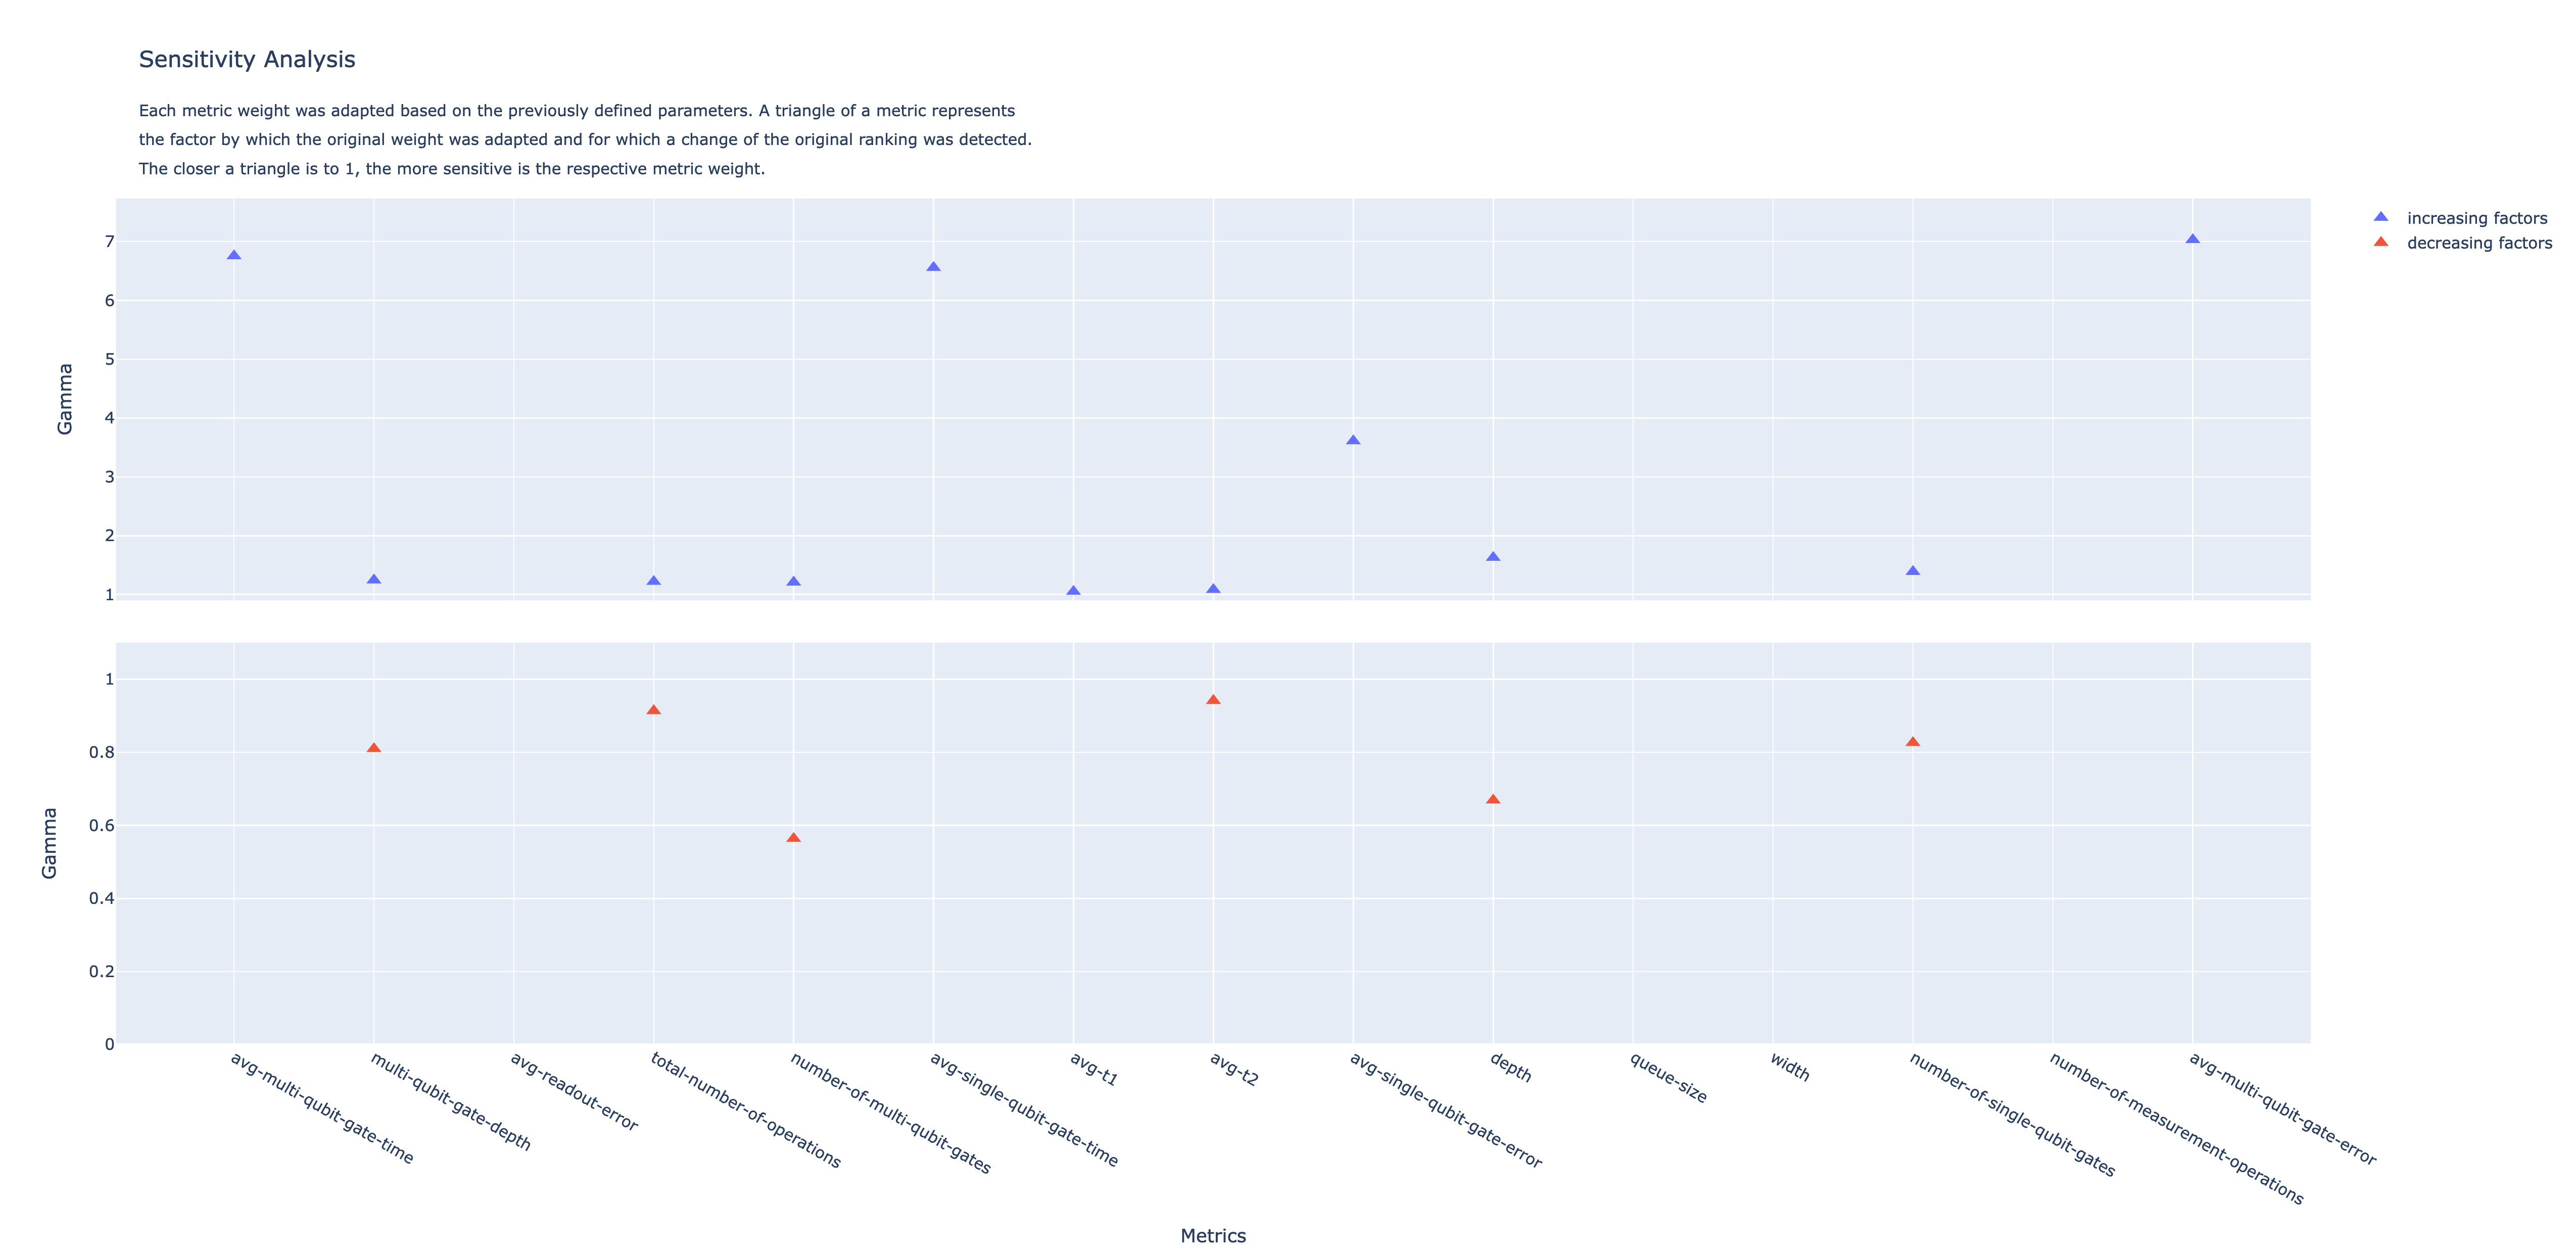 Sensitivity Analysis
Each metric weight was adapted based on the previously defined parameters. A triangle of a metric represents
the factor by which the original weight was adapted and for which a change of the original ranking was detected.
The closer a triangle is to 1, the more sensitive is the respective metric weight.
increasing factors
decreasing factors
Gamma
7
6
5
4
3
2
1
Gamma
1
0.8
0.6
0.4
0.2
0
avg-multi-qubit-gate-time
multi-qubit-gate-depth
avg-readout-error
total-number-of-operations
number-of-multi-qubit-gates
avg-single-qubit-gate-time
avg-t1
avg-t2
avg-single-qubit-gate-error
depth
queue-size
width
number-of-single-qubit-gates
number-of-measurement-operations
avg-multi-qubit-gate-error
Metrics